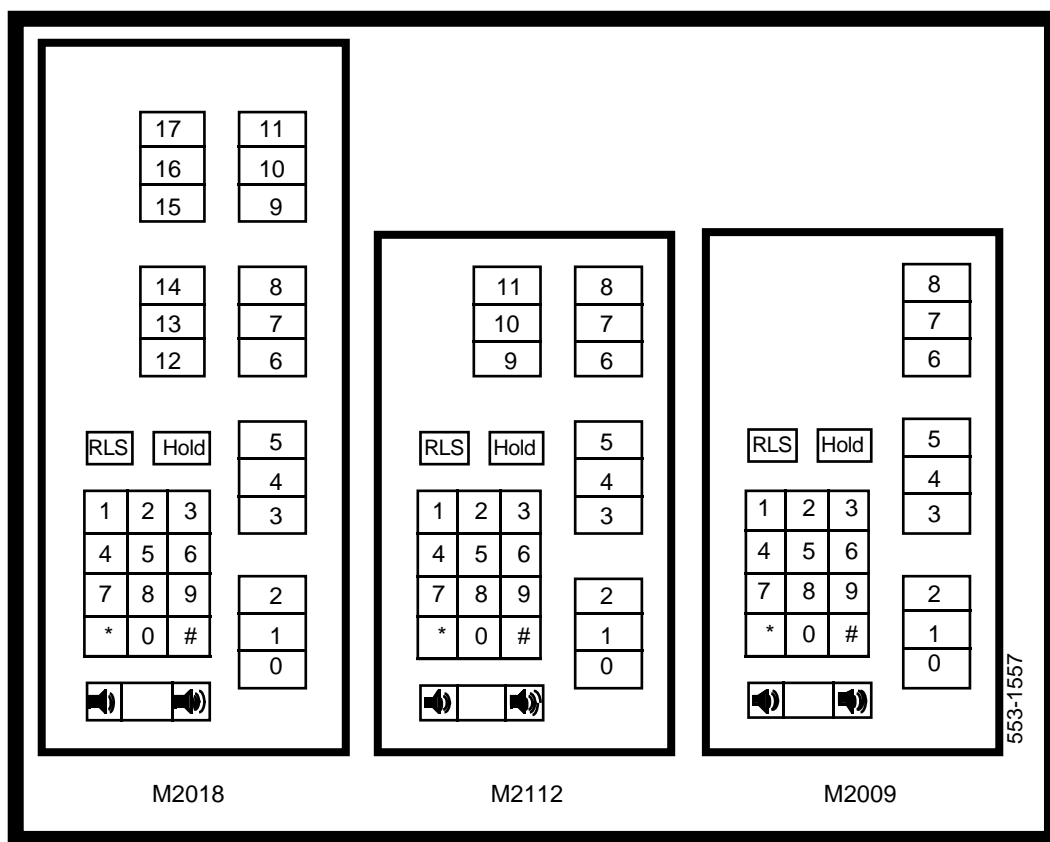 17 11
16 10
15 9
14 8
13 7
12 6
RLS Hold 5
4
1 2 3 3
4 5 6
7 8 9 2
* 0 # 1
0
M2018
11 8
10 7
9 6
RLS Hold 5
4
1 2 3 3
4 5 6
7 8 9 2
* 0 # 1
0
M2112
8
7
6
RLS Hold 5
4
1 2 3 3
4 5 6
7 8 9 2
* 0 # 1
0
M2009
553-1557